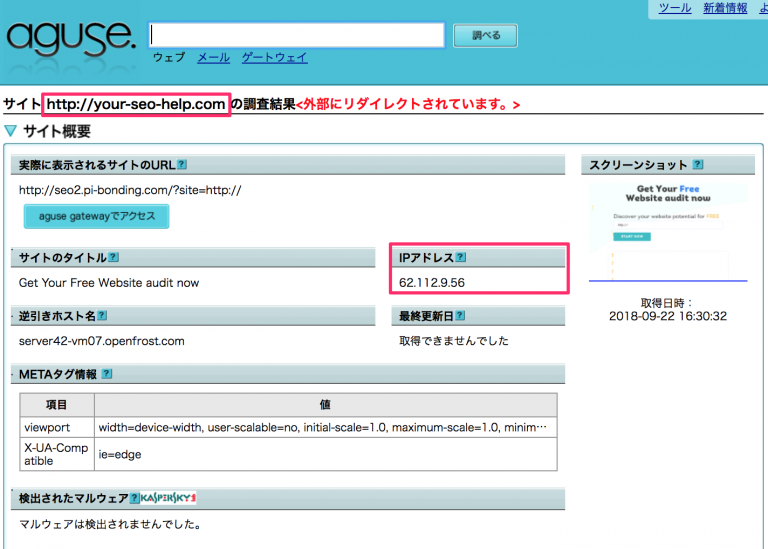 ツール 新着情報 よ
aguse. 調べる
ウェブ メール ゲートウェイ
サイト http://your-seo-help.com の調査結果<外部にリダイレクトされています。>
サイト概要
実際に表示されるサイトのURL?
http://seo2.pi-bonding.com/?site=http://
aguse gatewayでアクセス
サイトのタイトル?
Get Your Free Website audit now
IPアドレス?
62.112.9.56
逆引きホスト名?
server42-vm07.openfrost.com
最終更新日?
取得できませんでした
METAタグ情報 ?
項目 値
viewport width=device-width, user-scalable=no, initial-scale=1.0, maximum-scale=1.0, minim…
X-UA-Comp
atible
ie=edge
検出されたマルウェア?KASPERSKY
マルウェアは検出されませんでした。
スクリーンショット ?
Get Your Free
Website audit now
Discover your website potential for FREE
START NOW
取得日時：
2018-09-22 16:30:32